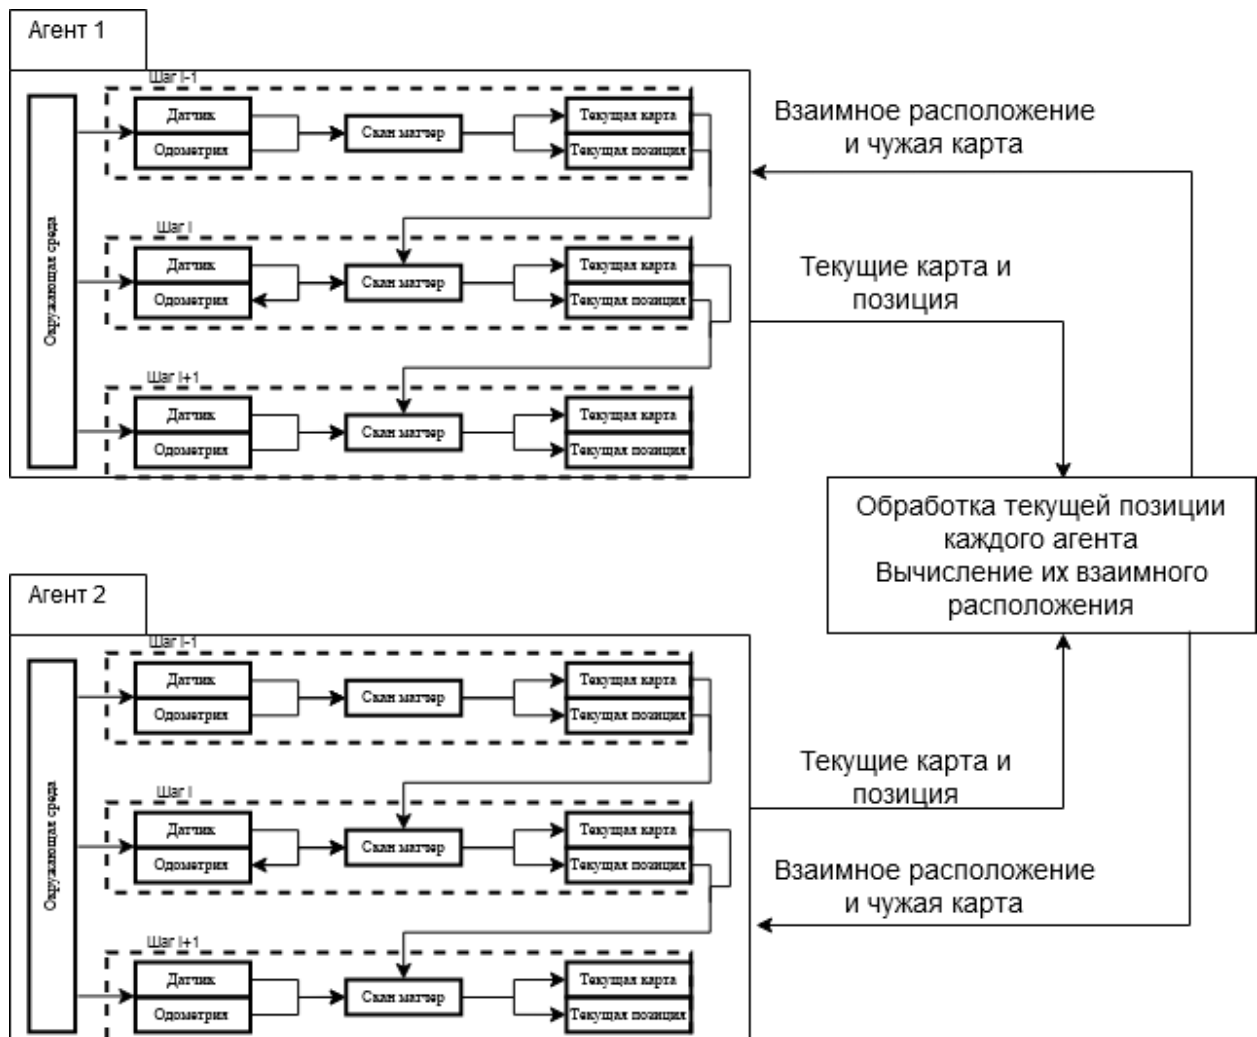 Агент 1
Шаг i-1
Окружающая среда
Датчик
Одометрия
Скан матчер
Текущая карта
Текущая позиция
Шаг i
Датчик
Одометрия
Скан матчер
Текущая карта
Текущая позиция
Шаг i+1
Датчик
Одометрия
Скан матчер
Текущая карта
Текущая позиция
Взаимное расположение
и чужая карта
Текущие карта и
позиция
Обработка текущей позиции
каждого агента
Вычисление их взаимного
расположения
Агент 2
Шаг i-1
Окружающая среда
Датчик
Одометрия
Скан матчер
Текущая карта
Текущая позиция
Шаг i
Датчик
Одометрия
Скан матчер
Текущая карта
Текущая позиция
Шаг i+1
Датчик
Одометрия
Скан матчер
Текущая карта
Текущая позиция
Текущие карта и
позиция
Взаимное расположение
и чужая карта